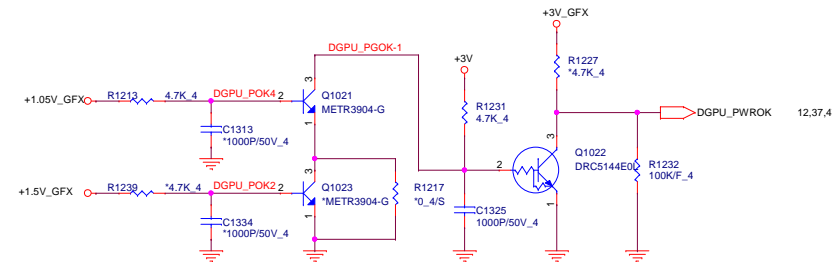 +3V_GFX
DGPU_PGOK-1
+3V
R1227
*4.7K_4
3
+1.05V_GFX
R1213
4.7K_4
DGPU_POK4
2
Q1021
METR3904-G
1
R1231
4.7K_4
DGPU_PWROK
12,37,4
C1313
*1000P/50V_4
3
2
Q1022
DRC5144E0L
1
R1232
100K/F_4
3
+1.5V_GFX
R1239
*4.7K_4
DGPU_POK2
2
Q1023
*METR3904-G
1
R1217
*0_4/S
C1325
1000P/50V_4
C1334
*1000P/50V_4